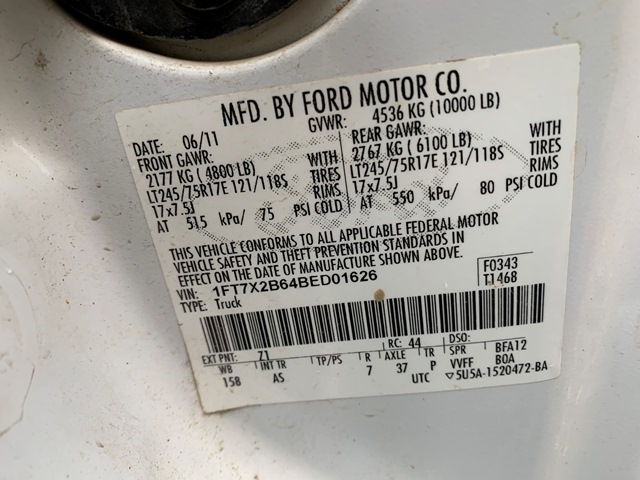 MFD. BY FORD MOTOR CO.
DATE: 06/11 GVWR: 4536 KG (10000 LB)
FRONT GAWR: REAR GAWR: WITH
2177 KG (4800 LB) WITH 2767 KG (6100 LB) TIRES
LT245/75R17E 121/118S TIRES LT245/75R17E 121/118S RIMS
17x7.5J RIMS 17x7.5J
AT 515 kPa/ 75 PSI COLD AT 550 kPa/ 80 PSI COLD
THIS VEHICLE CONFORMS TO ALL APPLICABLE FEDERAL MOTOR
VEHICLE SAFETY AND THEFT PREVENTION STANDARDS IN
EFFECT ON THE DATE OF MANUFACTURE SHOWN ABOVE.
VIN: 1FT7X2B64BED01626 F0343
TYPE: Truck T1468
EXT PNT: Z1 RC: 44 DSO:
WB INT TR TP/PS R AXLE TR SPR BFA12
158 AS 7 37 P VVFF BOA
UTC ▽5U5A-1520472-BA